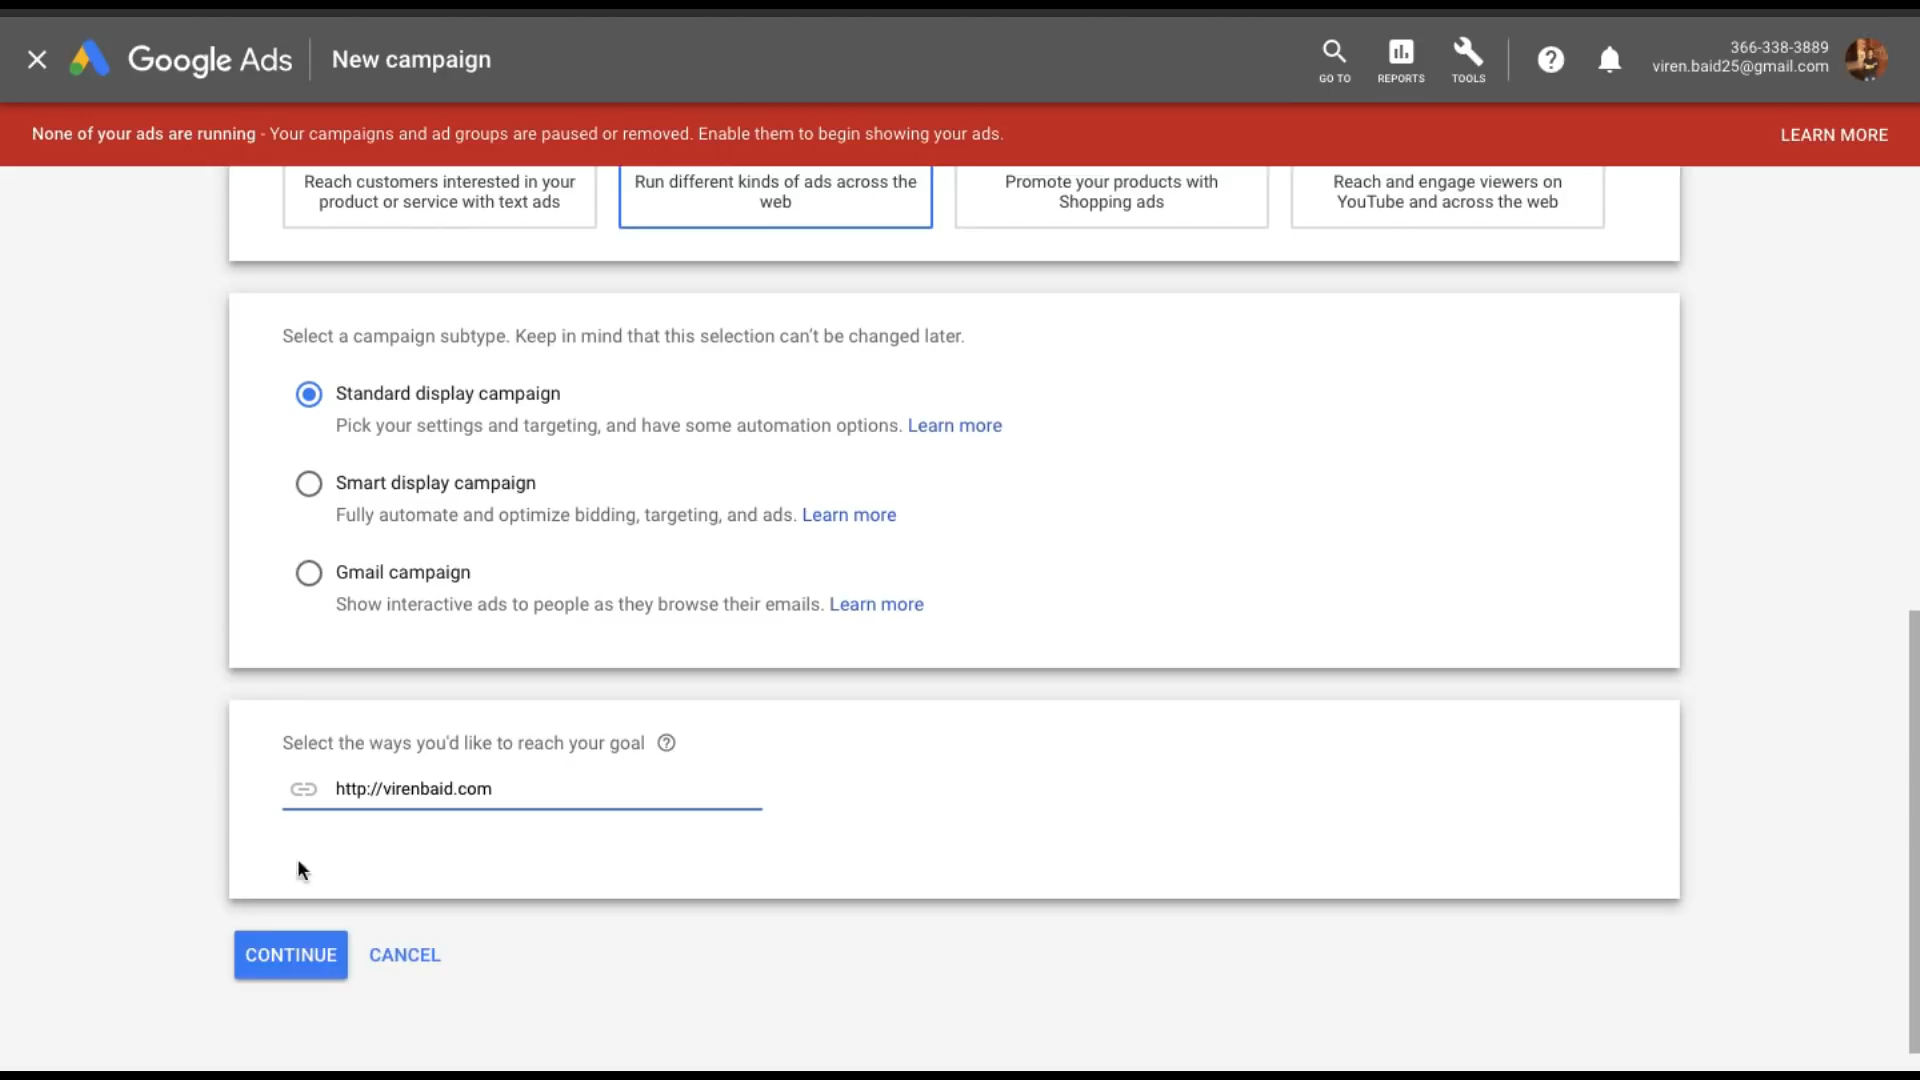 Google Ads
New campaign
GO TO
REPORTS
TOOLS
366-338-3889
viren.baid25@gmail.com
None of your ads are running - Your campaigns and ad groups are paused or removed. Enable them to begin showing your ads.
LEARN MORE
Reach customers interested in your
product or service with text ads
Run different kinds of ads across the
web
Promote your products with
Shopping ads
Reach and engage viewers on
YouTube and across the web
Select a campaign subtype. Keep in mind that this selection can't be changed later.
Standard display campaign
Pick your settings and targeting, and have some automation options. Learn more
Smart display campaign
Fully automate and optimize bidding, targeting, and ads. Learn more
Gmail campaign
Show interactive ads to people as they browse their emails. Learn more
Select the ways you'd like to reach your goal
http://virenbaid.com
CONTINUE
CANCEL